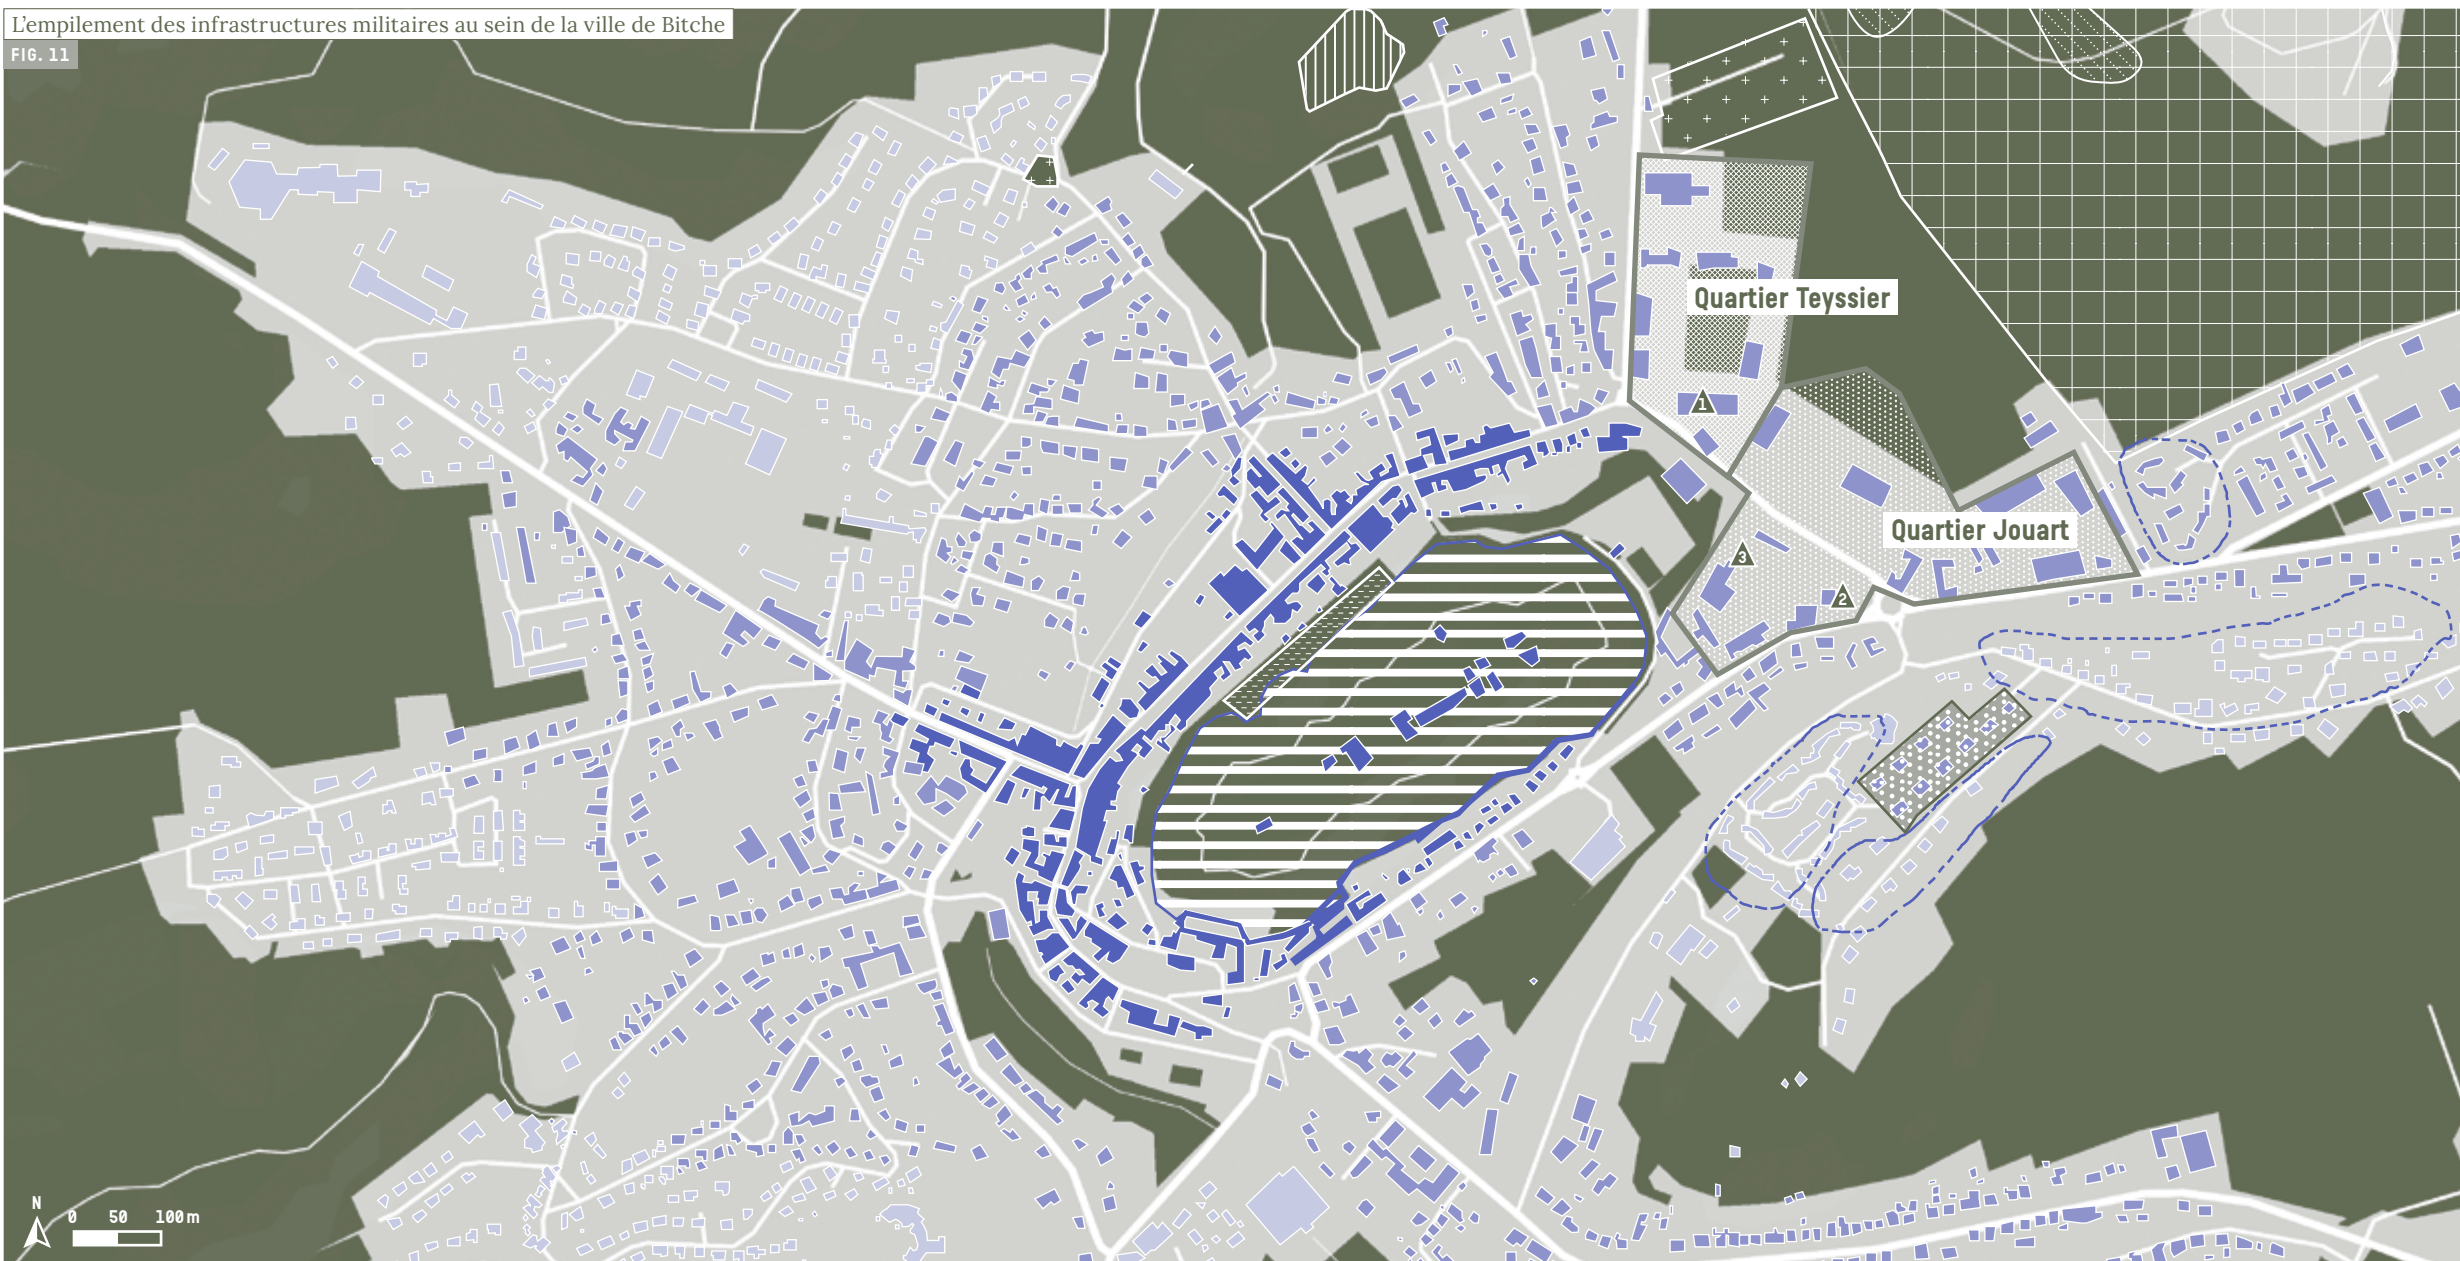 L’empilement des infrastructures militaires au sein de la ville de Bitche
FIG. 11
Quartier Teyssier
1
Quartier Jouart
3
2
N
0 50 100 m